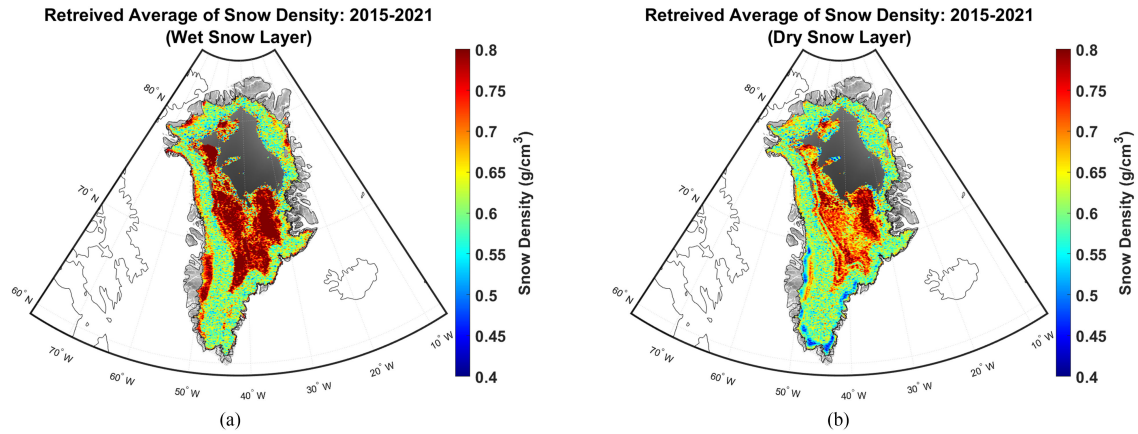 Retreived Average of Snow Density: 2015-2021
(Wet Snow Layer)
80° N
70° N
60° N
70° W
60° W
50° W
40° W
30° W
20° W
10° W
0.8
0.75
0.7
0.65
0.6
0.55
0.5
0.45
0.4
Snow Density (g/cm³)
(a)
Retreived Average of Snow Density: 2015-2021
(Dry Snow Layer)
80° N
70° N
60° N
70° W
60° W
50° W
40° W
30° W
20° W
10° W
0.8
0.75
0.7
0.65
0.6
0.55
0.5
0.45
0.4
Snow Density (g/cm³)
(b)